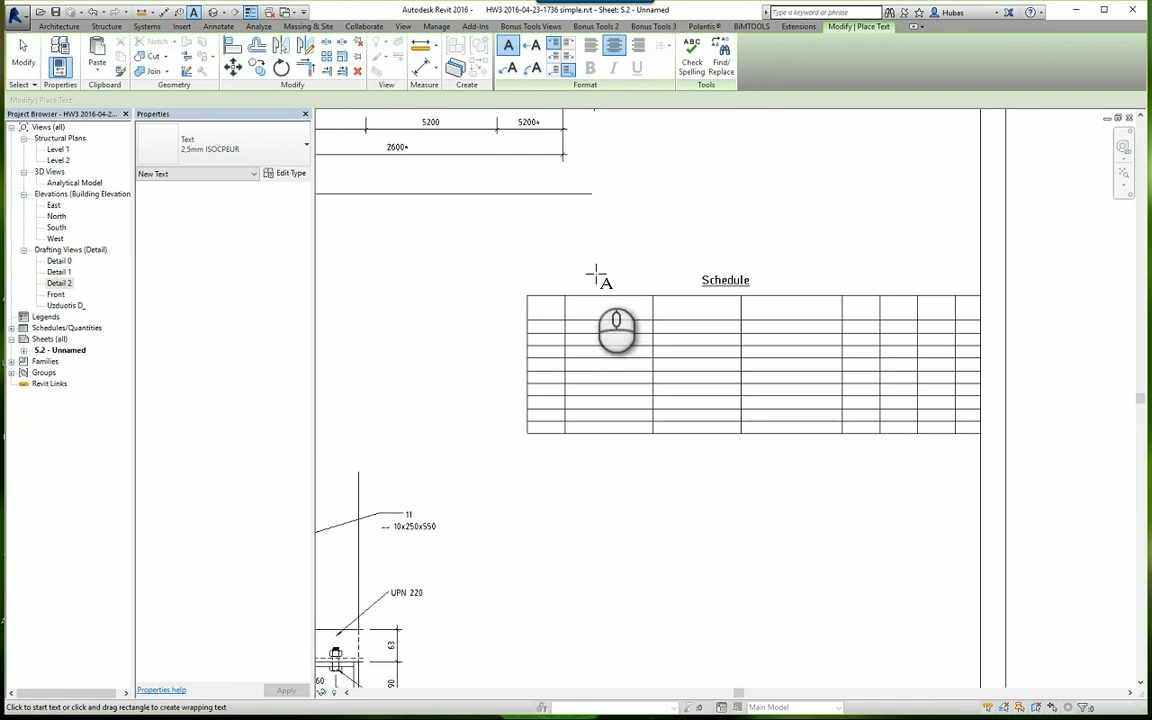 Autodesk Revit 2016 - HW3 2016-04-23-1736 simple.rvt - Sheet: S.2 - Unnamed
Type a keyword or phrase
Hubas
Architecture Structure Systems Insert Annotate Analyze Massing & Site Collaborate View Manage Add-Ins Bonus Tools Views Bonus Tools 2 Bonus Tools 3 Polantis® BIMTOOLS Extensions Modify | Place Text
Modify
Paste
Notch
Cut
Join
A
A
A
A
B
I
U
ABC
Check Spelling
Find/ Replace
Select
Properties
Clipboard
Geometry
Modify
View
Measure
Create
Format
Tools
Modify | Place Text
Project Browser - HW3 2016-04-2...
Views (all)
Structural Plans
Level 1
Level 2
3D Views
Analytical Model
Elevations (Building Elevation
East
North
South
West
Drafting Views (Detail)
Detail 0
Detail 1
Detail 2
Front
Uzduotis D_
Legends
Schedules/Quantities
Sheets (all)
S.2 - Unnamed
Families
Groups
Revit Links
Properties
Text
2,5mm ISOCPEUR
New Text
Edit Type
Properties help
Apply
5200
5200*
2600*
A
Schedule
11
-- 10x250x550
UPN 220
63
60
90
Click to start text or click and drag rectangle to create wrapping text
:0
Main Model
:0